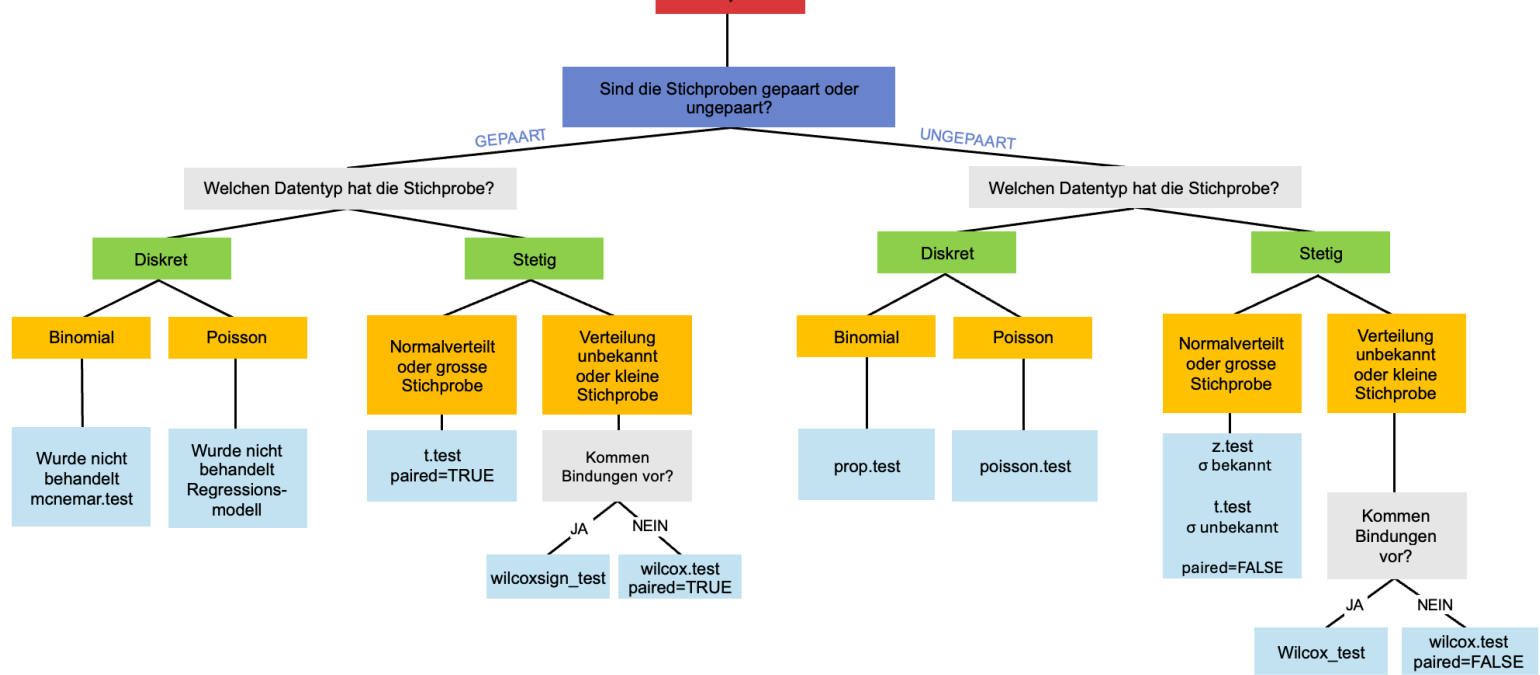 Sind die Stichproben gepaart oder
ungepaart?
GEPAART
UNGEPAART
Welchen Datentyp hat die Stichprobe?
Welchen Datentyp hat die Stichprobe?
Diskret
Stetig
Diskret
Stetig
Binomial
Poisson
Normalverteilt
oder grosse
Stichprobe
Verteilung
unbekannt
oder kleine
Stichprobe
Binomial
Poisson
Normalverteilt
oder grosse
Stichprobe
Verteilung
unbekannt
oder kleine
Stichprobe
Wurde nicht
behandelt
mcnemar.test
Wurde nicht
behandelt
Regressions-
modell
t.test
paired=TRUE
Kommen
Bindungen vor?
JA
NEIN
wilcoxsign_test
wilcox.test
paired=TRUE
prop.test
poisson.test
z.test
σ bekannt
t.test
σ unbekannt
paired=FALSE
Kommen
Bindungen
vor?
JA
NEIN
Wilcox_test
wilcox.test
paired=FALSE